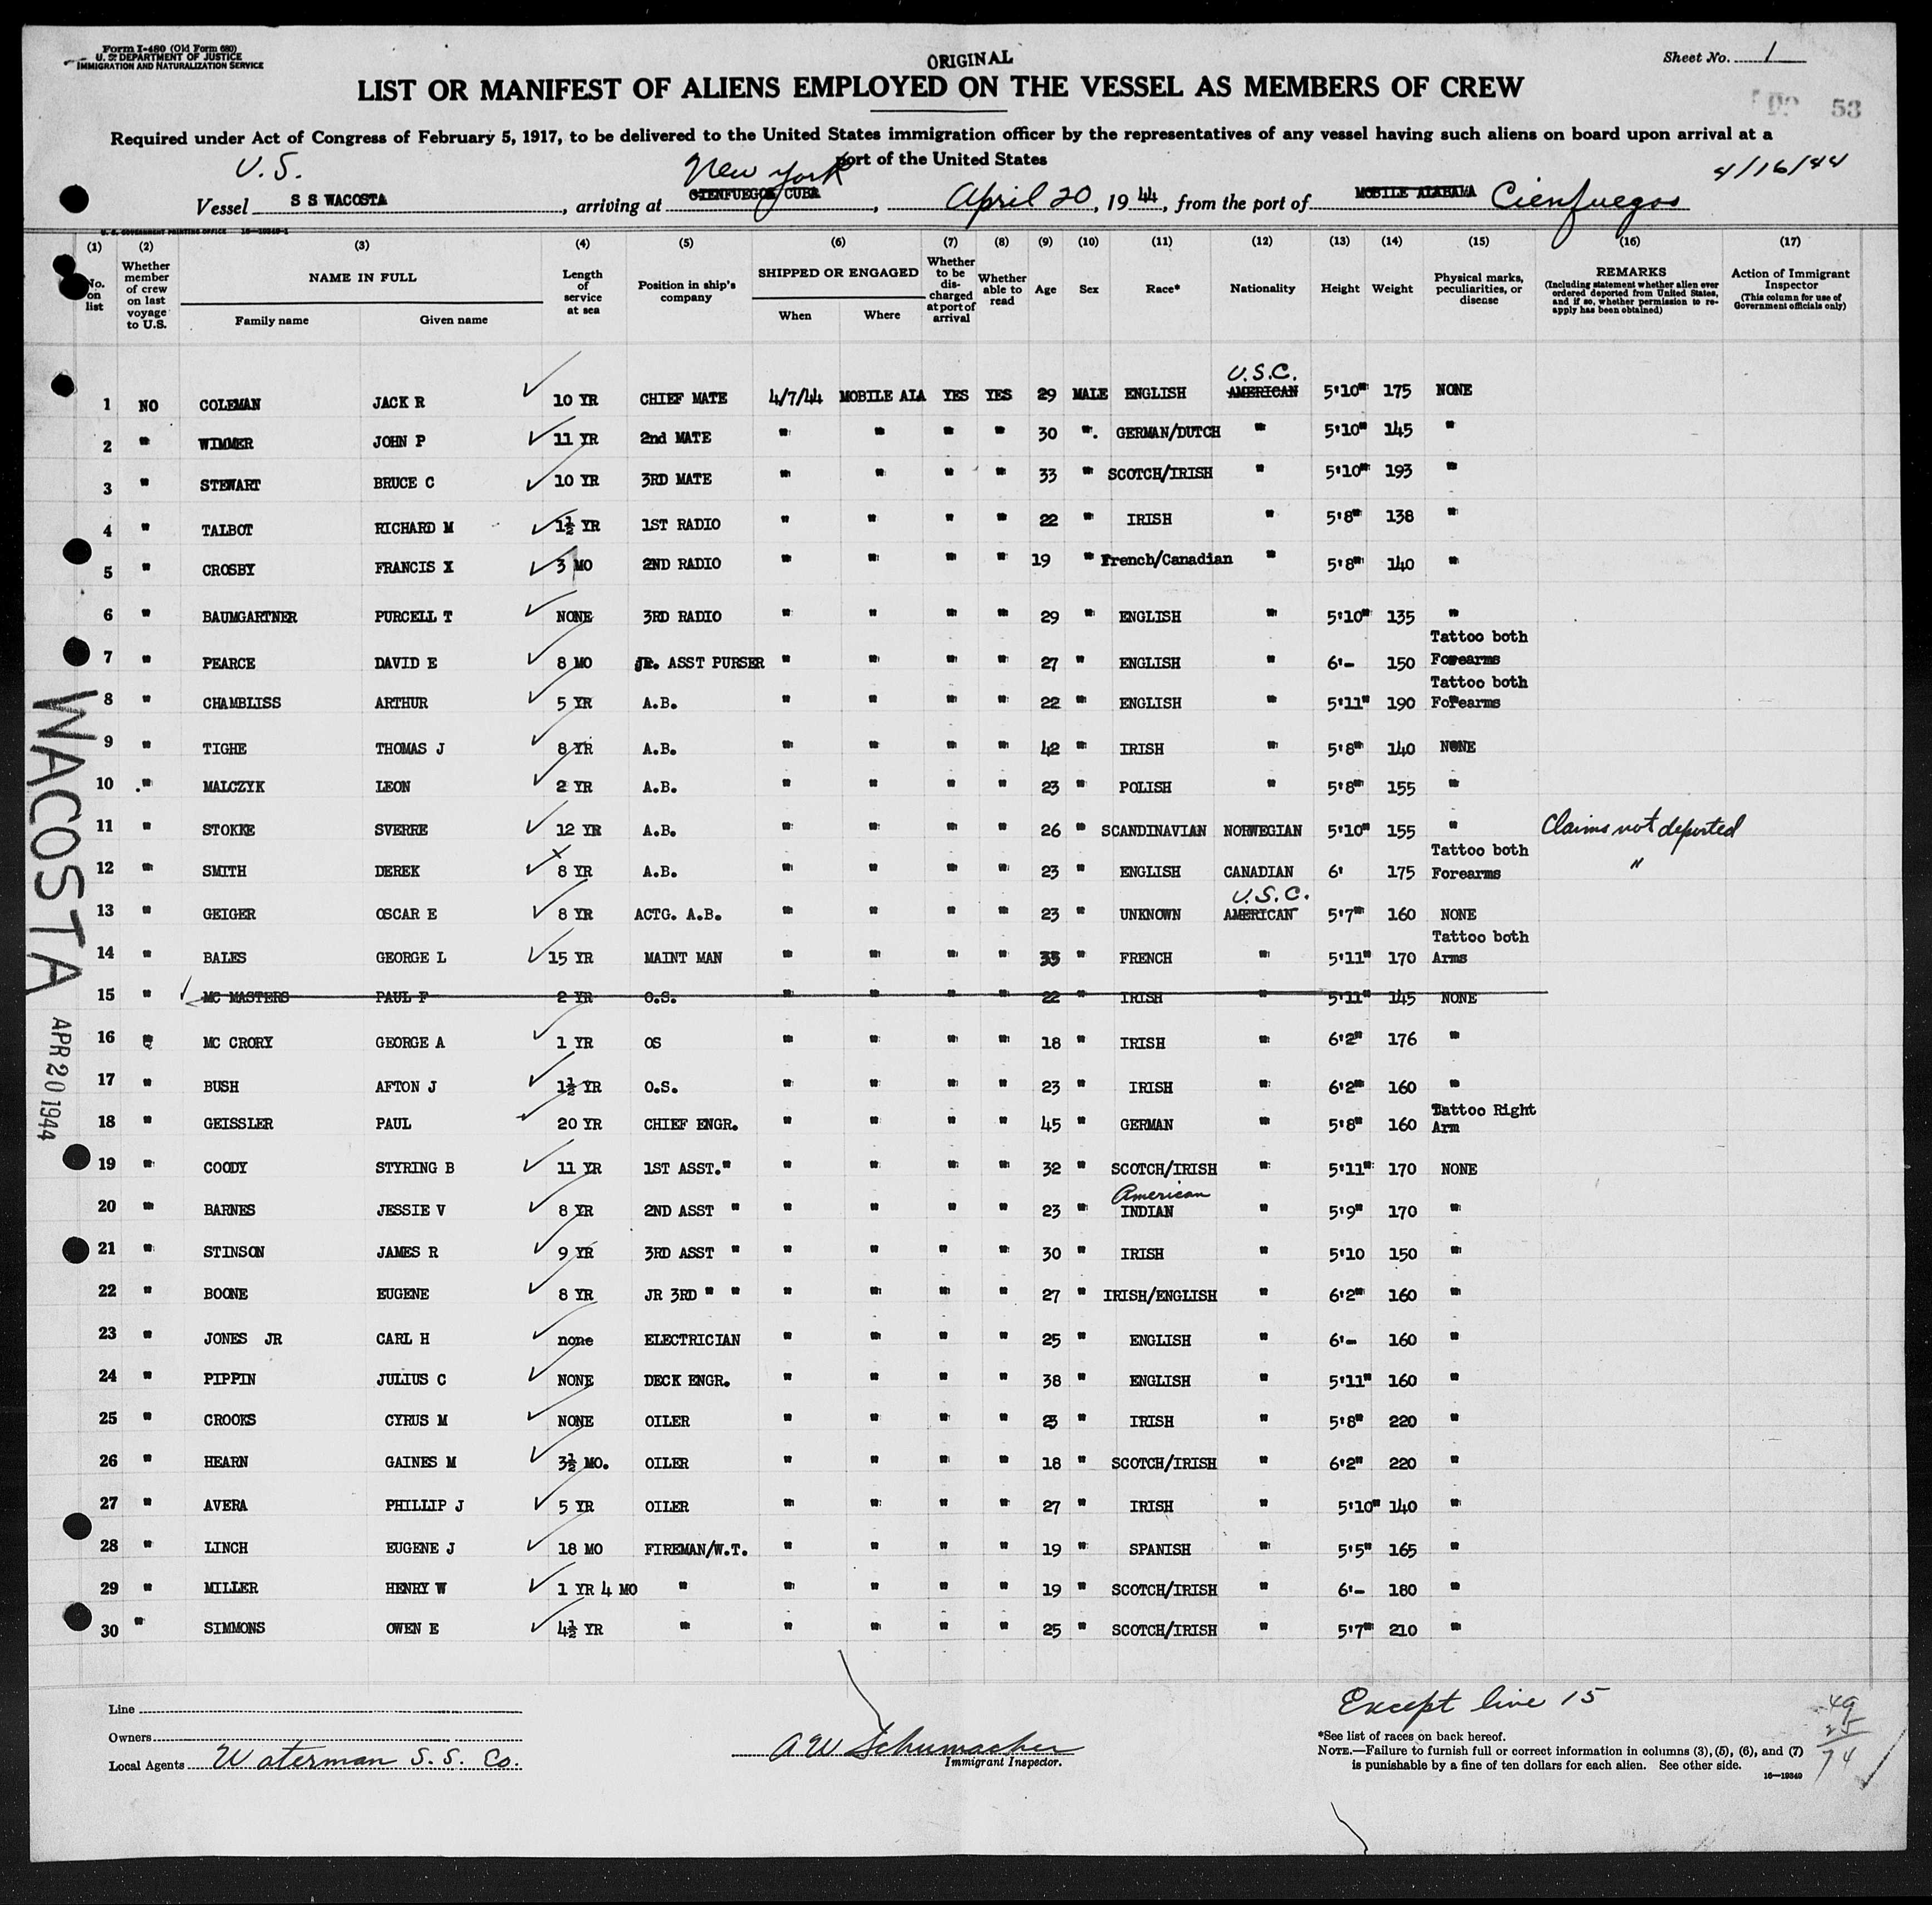 Form I-480 (Old Form 680)
U. S. DEPARTMENT OF JUSTICE
IMMIGRATION AND NATURALIZATION SERVICE
ORIGINAL
Sheet No. 1
LIST OR MANIFEST OF ALIENS EMPLOYED ON THE VESSEL AS MEMBERS OF CREW
53
Required under Act of Congress of February 5, 1917, to be delivered to the United States immigration officer by the representatives of any vessel having such aliens on board upon arrival at a
port of the United States
U.S. New York 4/16/44
Vessel S S WACOSTA, arriving at CIENFUEGOS/CUBA, April 20, 1944, from the port of MOBILE ALABAMA Cienfuegos
U. S. GOVERNMENT PRINTING OFFICE 16—19349-1
(1) (2) (3) (4) (5) (6) (7) (8) (9) (10) (11) (12) (13) (14) (15) (16) (17)
No. on list
Whether member of crew on last voyage to U.S.
NAME IN FULL
Family name Given name
Length of service at sea
Position in ship's company
SHIPPED OR ENGAGED
When Where
Whether to be discharged at port of arrival
Whether able to read
Age
Sex
Race*
Nationality
Height
Weight
Physical marks, peculiarities, or disease
REMARKS
(Including statement whether alien ever ordered deported from United States, and if so, whether permission to reapply has been obtained)
Action of Immigrant Inspector
(This column for use of Government officials only)
U.S.C.
1 NO COLEMAN JACK R 10 YR CHIEF MATE 4/7/44 MOBILE ALA YES YES 29 MALE ENGLISH AMERICAN 5'10" 175 NONE
2 " WIMMER JOHN P 11 YR 2nd MATE " " " " 30 " GERMAN/DUTCH " 5'10" 145 "
3 " STEWART BRUCE C 10 YR 3RD MATE " " " " 33 " SCOTCH/IRISH " 5'10" 193 "
4 " TALBOT RICHARD M 1½ YR 1ST RADIO " " " " 22 " IRISH " 5'8" 138 "
5 " CROSBY FRANCIS X 3 MO 2ND RADIO " " " " 19 " French/Canadian " 5'8" 140 "
6 " BAUMGARTNER PURCELL T NONE 3RD RADIO " " " " 29 " ENGLISH " 5'10" 135 "
7 " PEARCE DAVID E 8 MO JR. ASST PURSER " " " " 27 " ENGLISH " 6'- 150 Tattoo both Forearms
8 " CHAMBLISS ARTHUR 5 YR A.B. " " " " 22 " ENGLISH " 5'11" 190 Tattoo both Forearms
9 " TIGHE THOMAS J 8 YR A.B. " " " " 42 " IRISH " 5'8" 140 NONE
10 " MALCZYK LEON 2 YR A.B. " " " " 23 " POLISH " 5'8" 155 "
11 " STOKKE SVERRE 12 YR A.B. " " " " 26 " SCANDINAVIAN NORWEGIAN 5'10" 155 " Claims not deported
12 " SMITH DEREK 8 YR A.B. " " " " 23 " ENGLISH CANADIAN 6' 175 Tattoo both Forearms "
U.S.C.
13 " GEIGER OSCAR E 8 YR ACTG. A.B. " " " " 23 " UNKNOWN AMERICAN 5'7" 160 NONE
14 " BALES GEORGE L 15 YR MAINT MAN " " " " 35 " FRENCH " 5'11" 170 Tattoo both Arms
15 " MC MASTERS PAUL F 2 YR O.S. " " " " 22 " IRISH " 5'11" 145 NONE
16 " MC CRORY GEORGE A 1 YR OS " " " " 18 " IRISH " 6'2" 176 "
17 " BUSH AFTON J 1½ YR O.S. " " " " 23 " IRISH " 6'2" 160 "
18 " GEISSLER PAUL 20 YR CHIEF ENGR. " " " " 45 " GERMAN " 5'8" 160 Tattoo Right Arm
19 " COODY STYRING B 11 YR 1ST ASST." " " " " 32 " SCOTCH/IRISH " 5'11" 170 NONE
American
20 " BARNES JESSIE V 8 YR 2ND ASST " " " " " 23 " INDIAN " 5'9" 170 "
21 " STINSON JAMES R 9 YR 3RD ASST " " " " " 30 " IRISH " 5'10 150 "
22 " BOONE EUGENE 8 YR JR 3RD " " " " " " 27 " IRISH/ENGLISH " 6'2" 160 "
23 " JONES JR CARL H none ELECTRICIAN " " " " 25 " ENGLISH " 6'- 160 "
24 " PIPPIN JULIUS C NONE DECK ENGR. " " " " 38 " ENGLISH " 5'11" 160 "
25 " CROOKS CYRUS M NONE OILER " " " " 23 " IRISH " 5'8" 220 "
26 " HEARN GAINES M 3½ MO. OILER " " " " 18 " SCOTCH/IRISH " 6'2" 220 "
27 " AVERA PHILLIP J 5 YR OILER " " " " 27 " IRISH " 5'10" 140 "
28 " LINCH EUGENE J 18 MO FIREMAN/W.T. " " " " 19 " SPANISH " 5'5" 165 "
29 " MILLER HENRY W 1 YR 4 MO " " " " " 19 " SCOTCH/IRISH " 6'- 180 "
30 " SIMMONS OWEN E 4½ YR " " " " " 25 " SCOTCH/IRISH " 5'7" 210 "
WACOSTA
APR 20 1944
Line
Owners
Local Agents Waterman S. S. Co.
A W Schumacher
Immigrant Inspector.
Except line 15
*See list of races on back hereof.
NOTE.—Failure to furnish full or correct information in columns (3), (5), (6), and (7)
is punishable by a fine of ten dollars for each alien. See other side.
16—19349
49
25
74